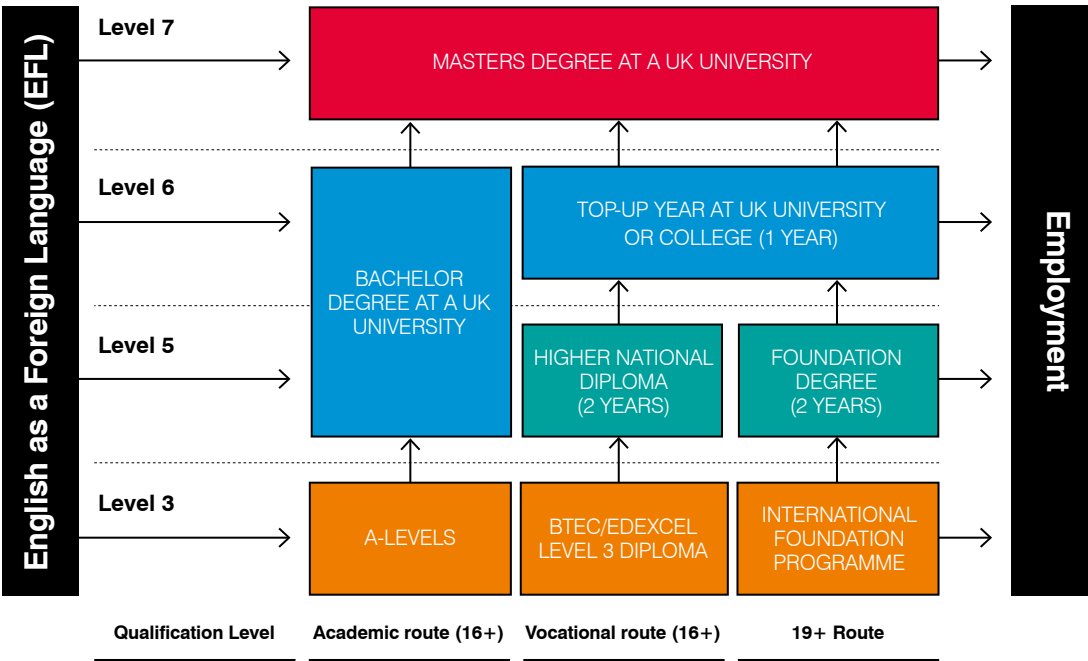 English as a Foreign Language (EFL)
Level 7
MASTERS DEGREE AT A UK UNIVERSITY
Level 6
TOP-UP YEAR AT UK UNIVERSITY
OR COLLEGE (1 YEAR)
BACHELOR
DEGREE AT A UK
UNIVERSITY
Level 5
HIGHER NATIONAL
DIPLOMA
(2 YEARS)
FOUNDATION
DEGREE
(2 YEARS)
Level 3
A-LEVELS
BTEC/EDEXCEL
LEVEL 3 DIPLOMA
INTERNATIONAL
FOUNDATION
PROGRAMME
Employment
Qualification Level
Academic route (16+)
Vocational route (16+)
19+ Route